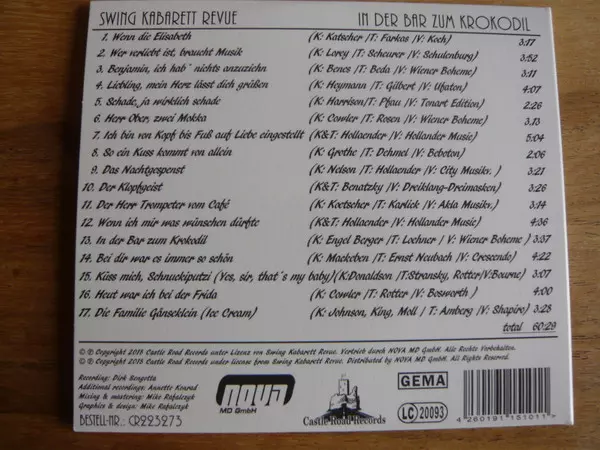 SWING KABARETT REVUE IN DER BAR ZUM KROKODIL
1. Wenn die Elisabeth (K: Katscher /T: Farkas /V: Koch) 3:17
2. Wer verliebt ist, braucht Musik (K: Lorey /T: Scheurer /V: Schulenburg) 3:52
3. Benjamin, ich hab´ nichts anzuziehn (K: Benes /T: Beda /V: Wiener Boheme) 3:11
4. Liebling, mein Herz lässt dich grüßen (K: Heymann /T: Gilbert /V: Ufaton) 4:07
5. Schade, ja wirklich schade (K: Harrison/T: Pfau /V: Tonart Edition) 2:26
6. Herr Ober, zwei Mokka (K: Cowler /T: Rosen /V: Wiener Boheme) 3.13
7. Ich bin von Kopf bis Fuß auf Liebe eingestellt (K&T: Hollaender /V: Hollander Music) 5:04
8. So ein Kuss kommt von allein (K: Grothe /T: Dehmel /V: Beboton) 2:06
9. Das Nachtgespenst (K: Nelson /T: Hollaender /V: City Musikv. ) 3:21
10. Der Klopfgeist (K&T: Benatzky /V: Dreiklang-Dreimasken) 3:26
11. Der Herr Trompeter vom Café (K: Koetscher /T: Karlick /V: Akla Musikv.) 3:14
12. Wenn ich mir was wünschen dürfte (K&T: Hollaender /V: Hollander Music) 4:36
13. In der Bar zum Krokodil (K: Engel Berger /T: Loehner / V: Wiener Boheme ) 3:37
14. Bei dir war es immer so schön (K: Mackeben /T: Ernst Neubach /V: Crescendo) 4:22
15. Küss mich, Schnuckiputzi (Yes, sir, that´s my baby)(K:Donaldson /T:Stransky, Rotter/V:Bourne) 3:07
16. Heut war ich bei der Frida (K: Cowler /T: Rotter /V: Bosworth ) 4:00
17. Die Familie Gänseklein (Ice Cream) (K: Johnson, King, Moll / T: Amberg /V: Shapiro) 3:28
total 60:29
© ℗ Copyright 2015 Castle Road Records unter Lizenz von Swing Kabarett Revue. Vertrieb durch NOVA MD GmbH. Alle Rechte Vorbehalten.
© ℗ Copyright 2015 Castle Road Records under license from Swing Kabarett Revue. Distributed by NOVA MD GmbH. All Rights Reserved.
Recording: Dirk Bengotta
Additional recordings: Annette Konrad
Mixing & mastering: Mike Rafalczyk
Graphics & design: Mike Rafalczyk
BESTELL-NR.: CR223273
NOVA
MD GmbH
Castle Road Records
GEMA
LC 20093
4 260191 151011